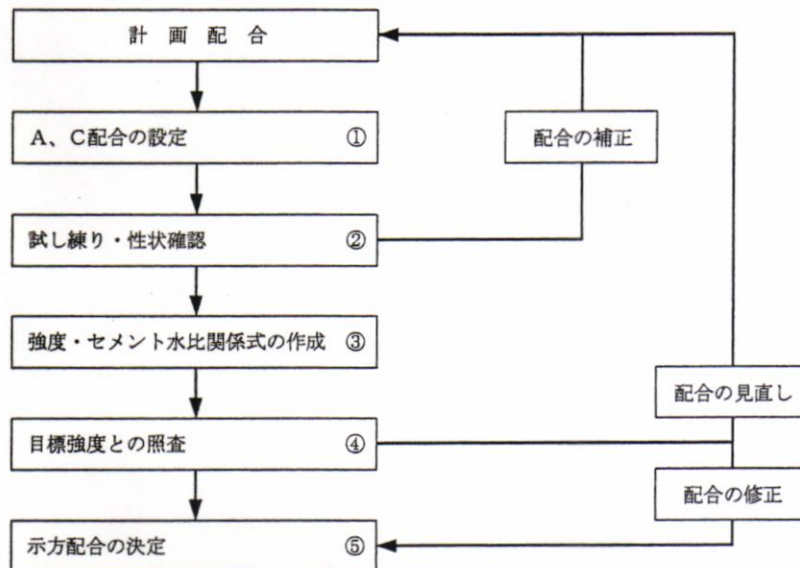 計 画 配 合
A、C配合の設定 ①
配合の補正
試し練り・性状確認 ②
強度・セメント水比関係式の作成 ③
配合の見直し
目標強度との照査 ④
配合の修正
示方配合の決定 ⑤